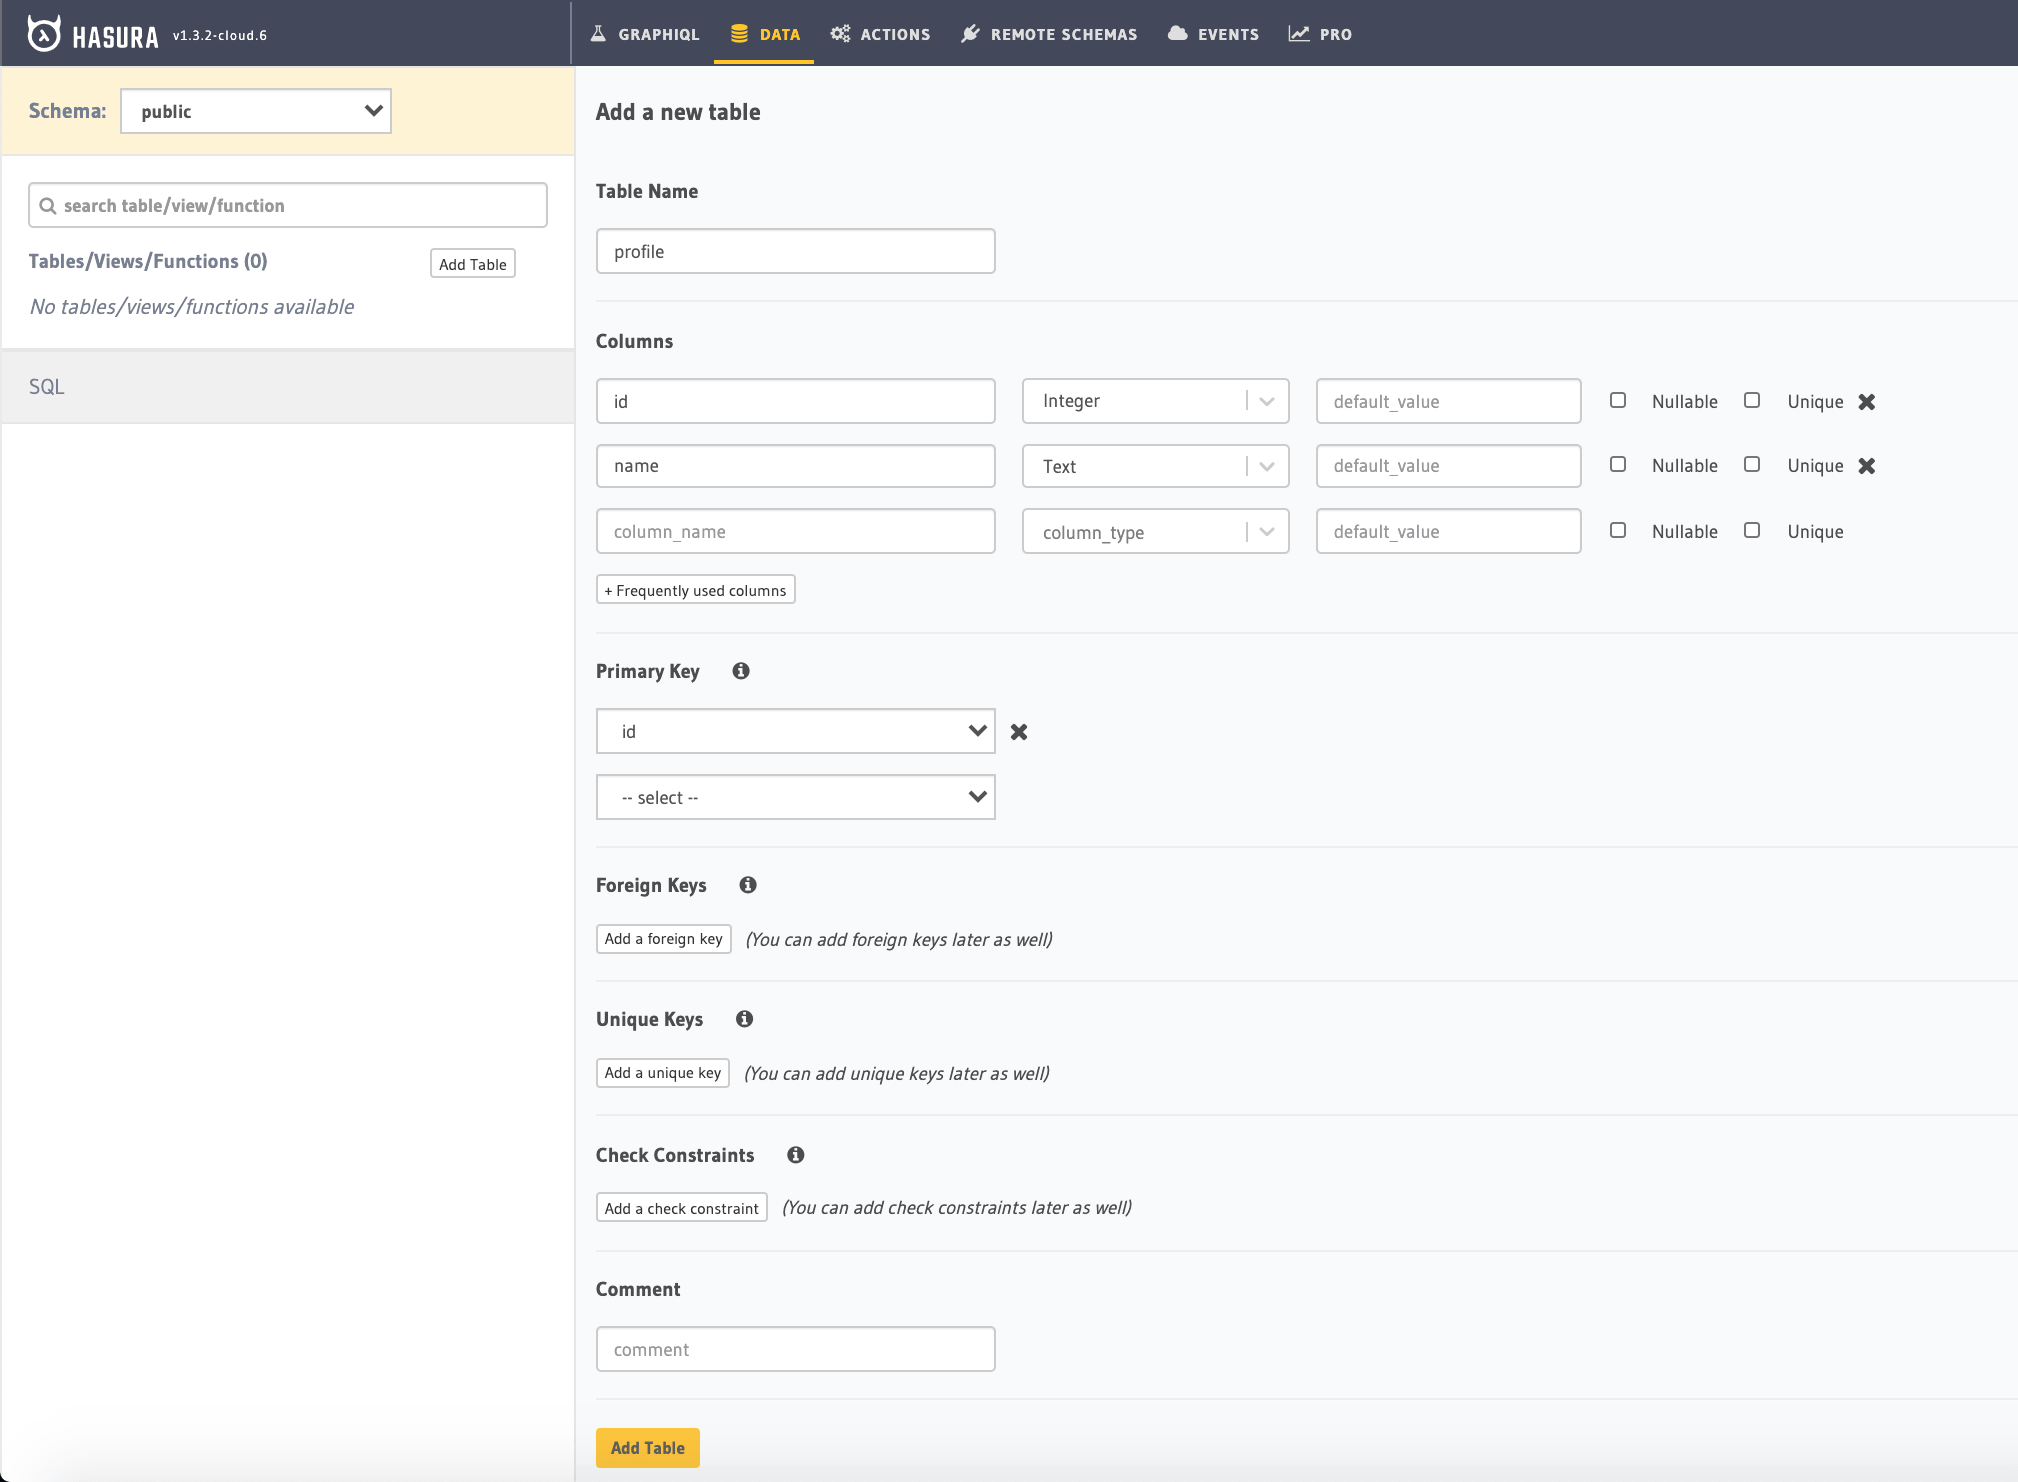 HASURA v1.3.2-cloud.6
GRAPHIQL DATA ACTIONS REMOTE SCHEMAS EVENTS PRO
Schema: public
search table/view/function
Tables/Views/Functions (0) Add Table
No tables/views/functions available
SQL
Add a new table
Table Name
profile
Columns
id Integer default_value Nullable Unique
name Text default_value Nullable Unique
column_name column_type default_value Nullable Unique
+ Frequently used columns
Primary Key
id
-- select --
Foreign Keys
Add a foreign key (You can add foreign keys later as well)
Unique Keys
Add a unique key (You can add unique keys later as well)
Check Constraints
Add a check constraint (You can add check constraints later as well)
Comment
comment
Add Table